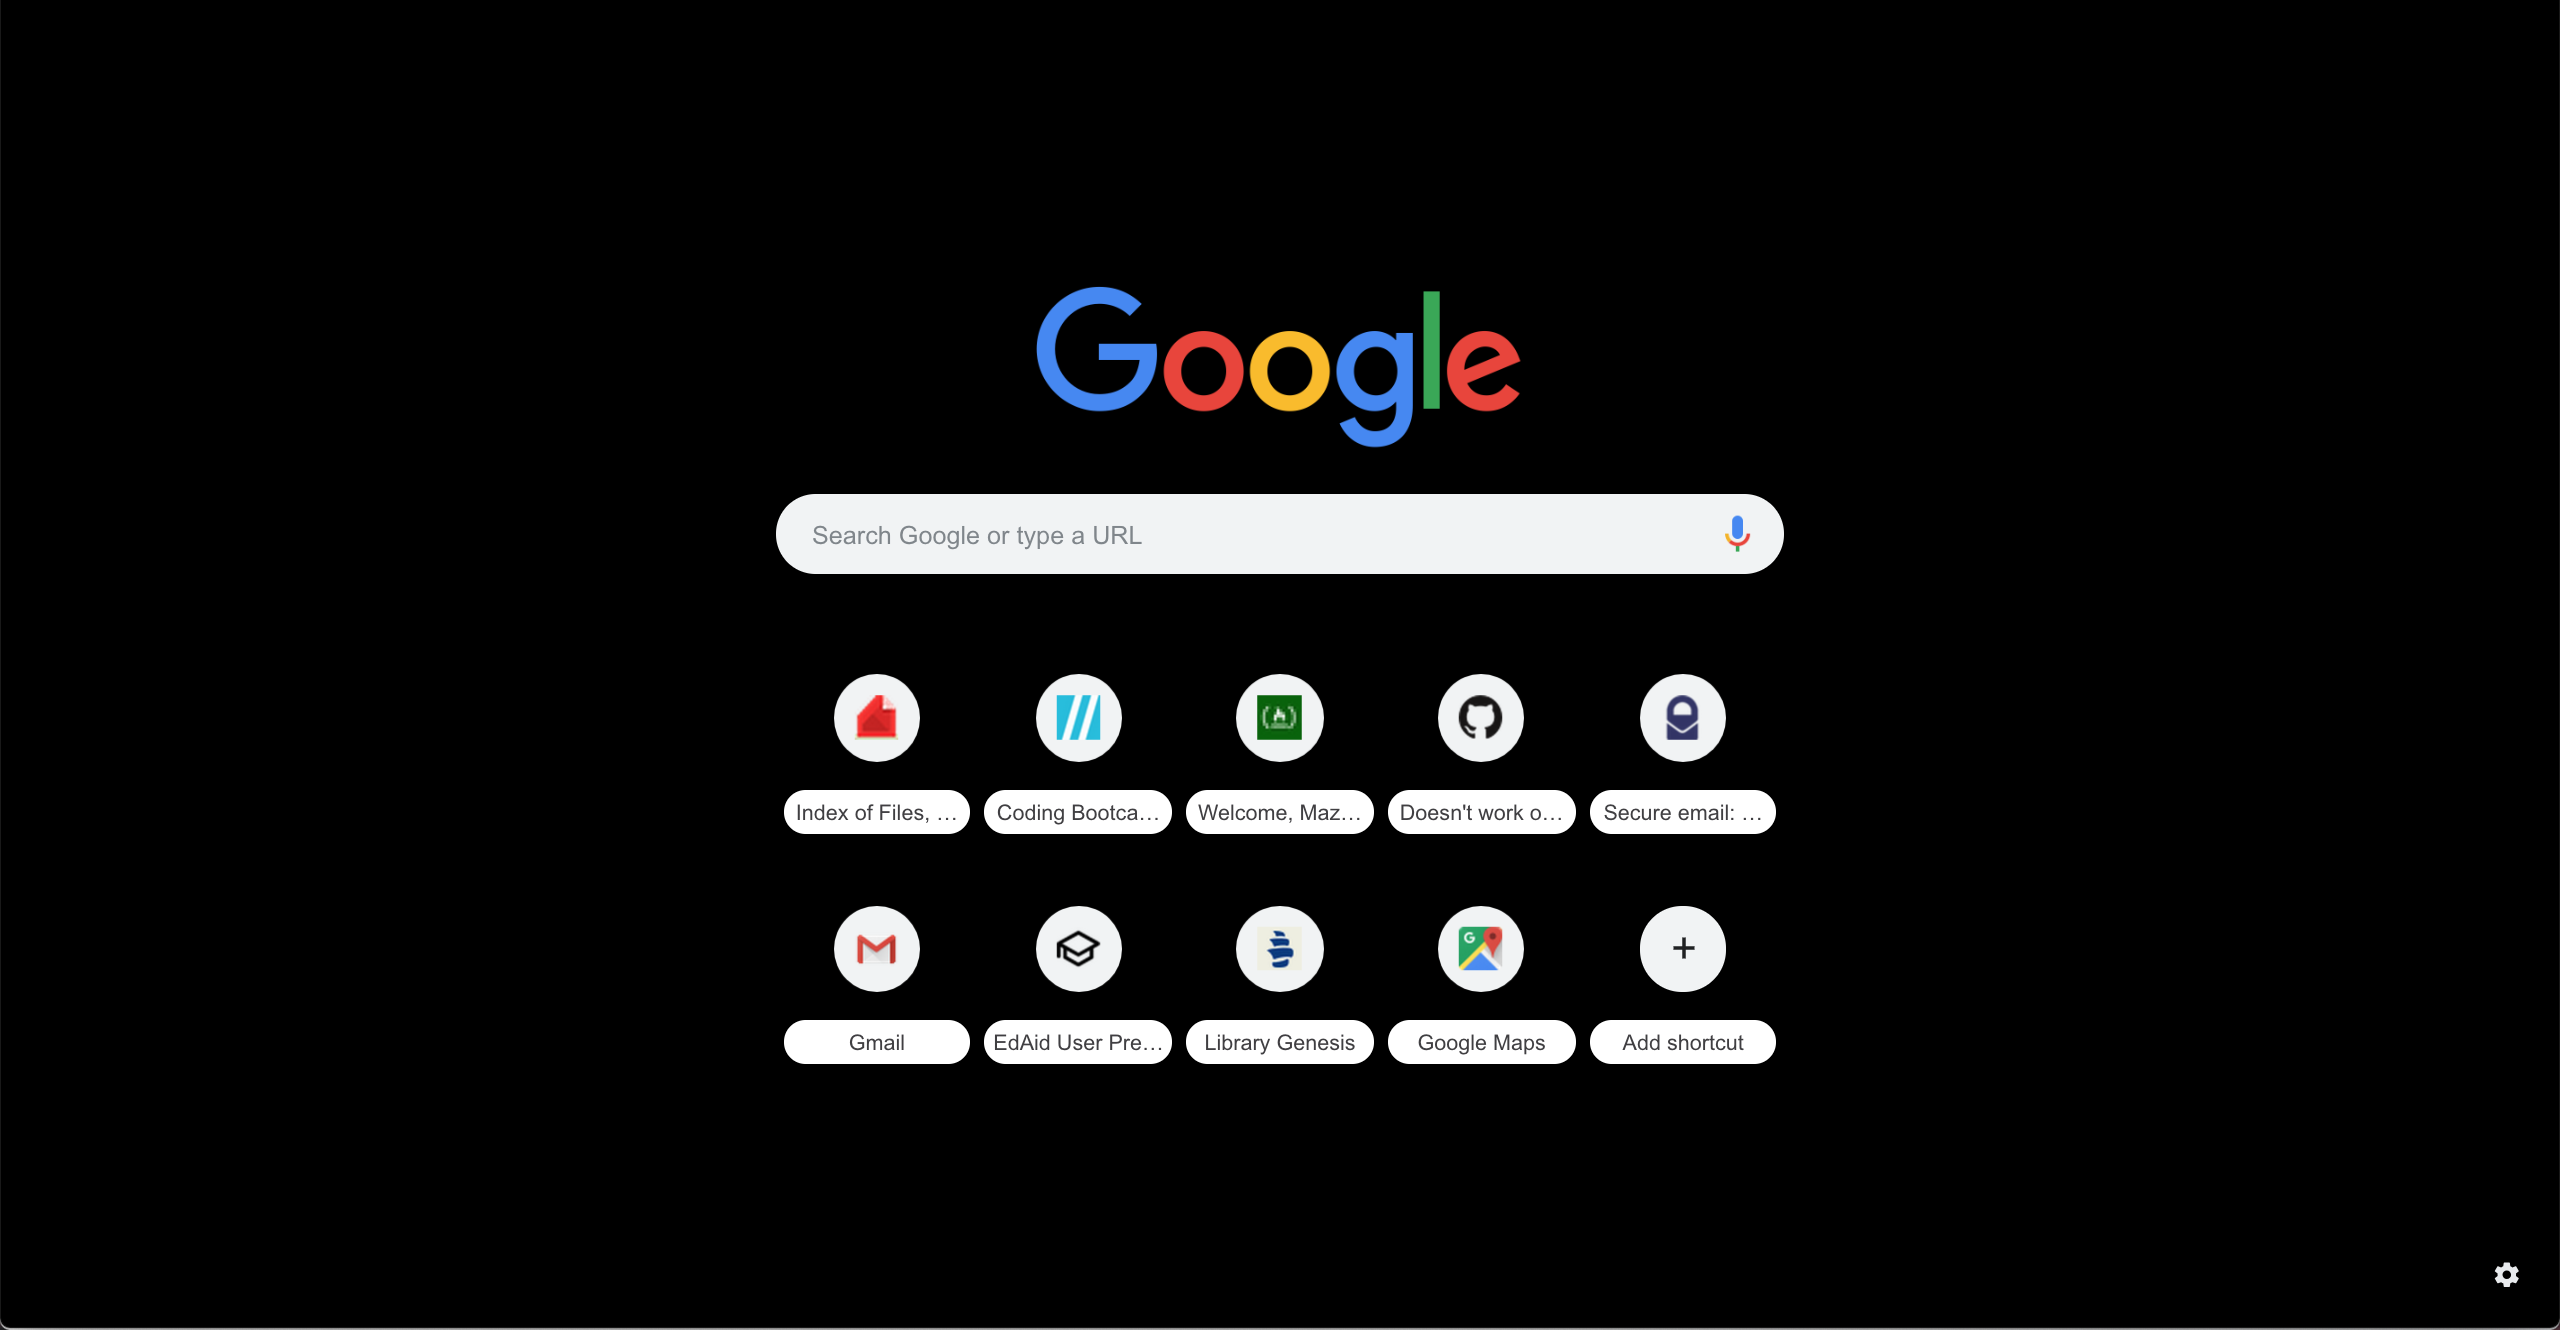 Google
Search Google or type a URL
Index of Files, …
Coding Bootca…
Welcome, Maz…
Doesn't work o…
Secure email: …
Gmail
EdAid User Pre…
Library Genesis
Google Maps
Add shortcut